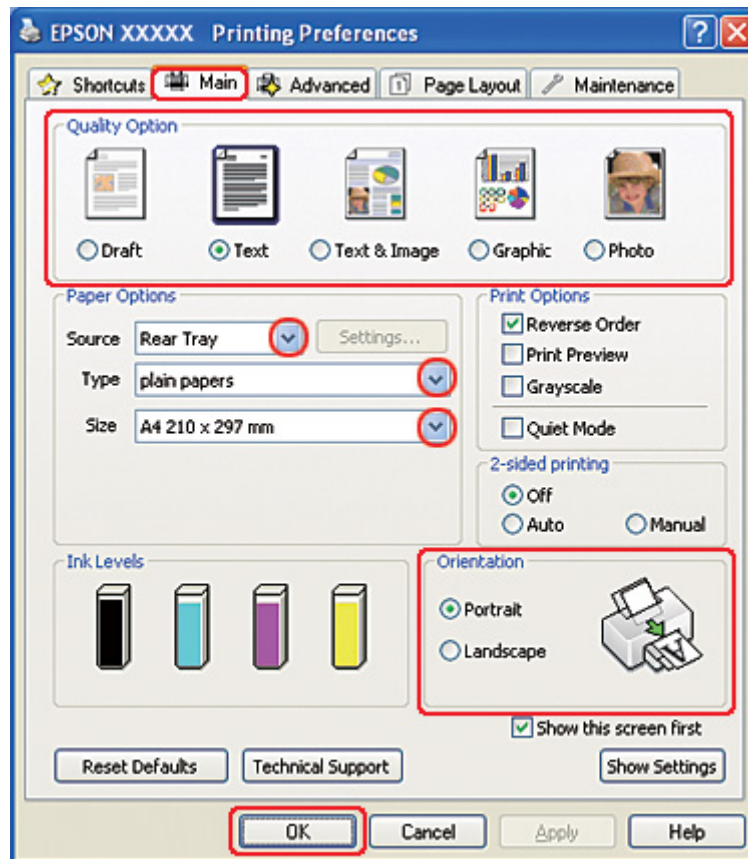 EPSON XXXXX Printing Preferences
Shortcuts Main Advanced Page Layout Maintenance
Quality Option
Draft Text Text & Image Graphic Photo
Paper Options
Source Rear Tray Settings...
Type plain papers
Size A4 210 x 297 mm
Print Options
Reverse Order
Print Preview
Grayscale
Quiet Mode
2-sided printing
Off
Auto Manual
Ink Levels
Orientation
Portrait
Landscape
Show this screen first
Reset Defaults Technical Support Show Settings
OK Cancel Apply Help